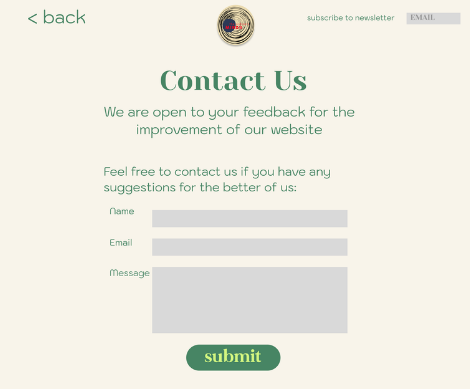 < back
subscribe to newsletter EMAIL
Contact Us
We are open to your feedback for the
improvement of our website
Feel free to contact us if you have any
suggestions for the better of us:
Name
Email
Message
submit